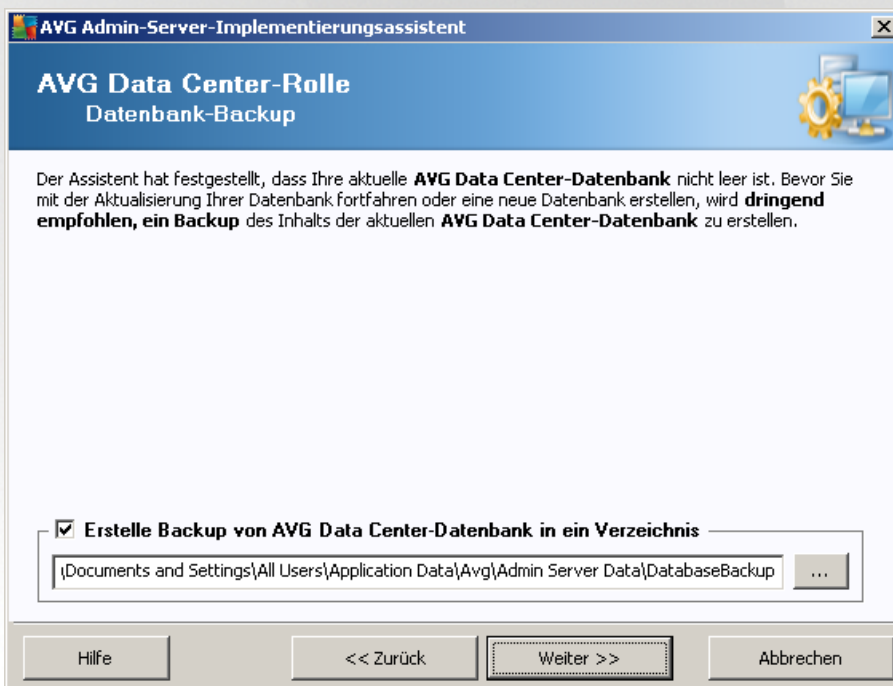 AVG Admin-Server-Implementierungsassistent
AVG Data Center-Rolle
Datenbank-Backup
Der Assistent hat festgestellt, dass Ihre aktuelle AVG Data Center-Datenbank nicht leer ist. Bevor Sie
mit der Aktualisierung Ihrer Datenbank fortfahren oder eine neue Datenbank erstellen, wird dringend
empfohlen, ein Backup des Inhalts der aktuellen AVG Data Center-Datenbank zu erstellen.
Erstelle Backup von AVG Data Center-Datenbank in ein Verzeichnis
\Documents and Settings\All Users\Application Data\Avg\Admin Server Data\DatabaseBackup
...
Hilfe
<< Zurück
Weiter >>
Abbrechen